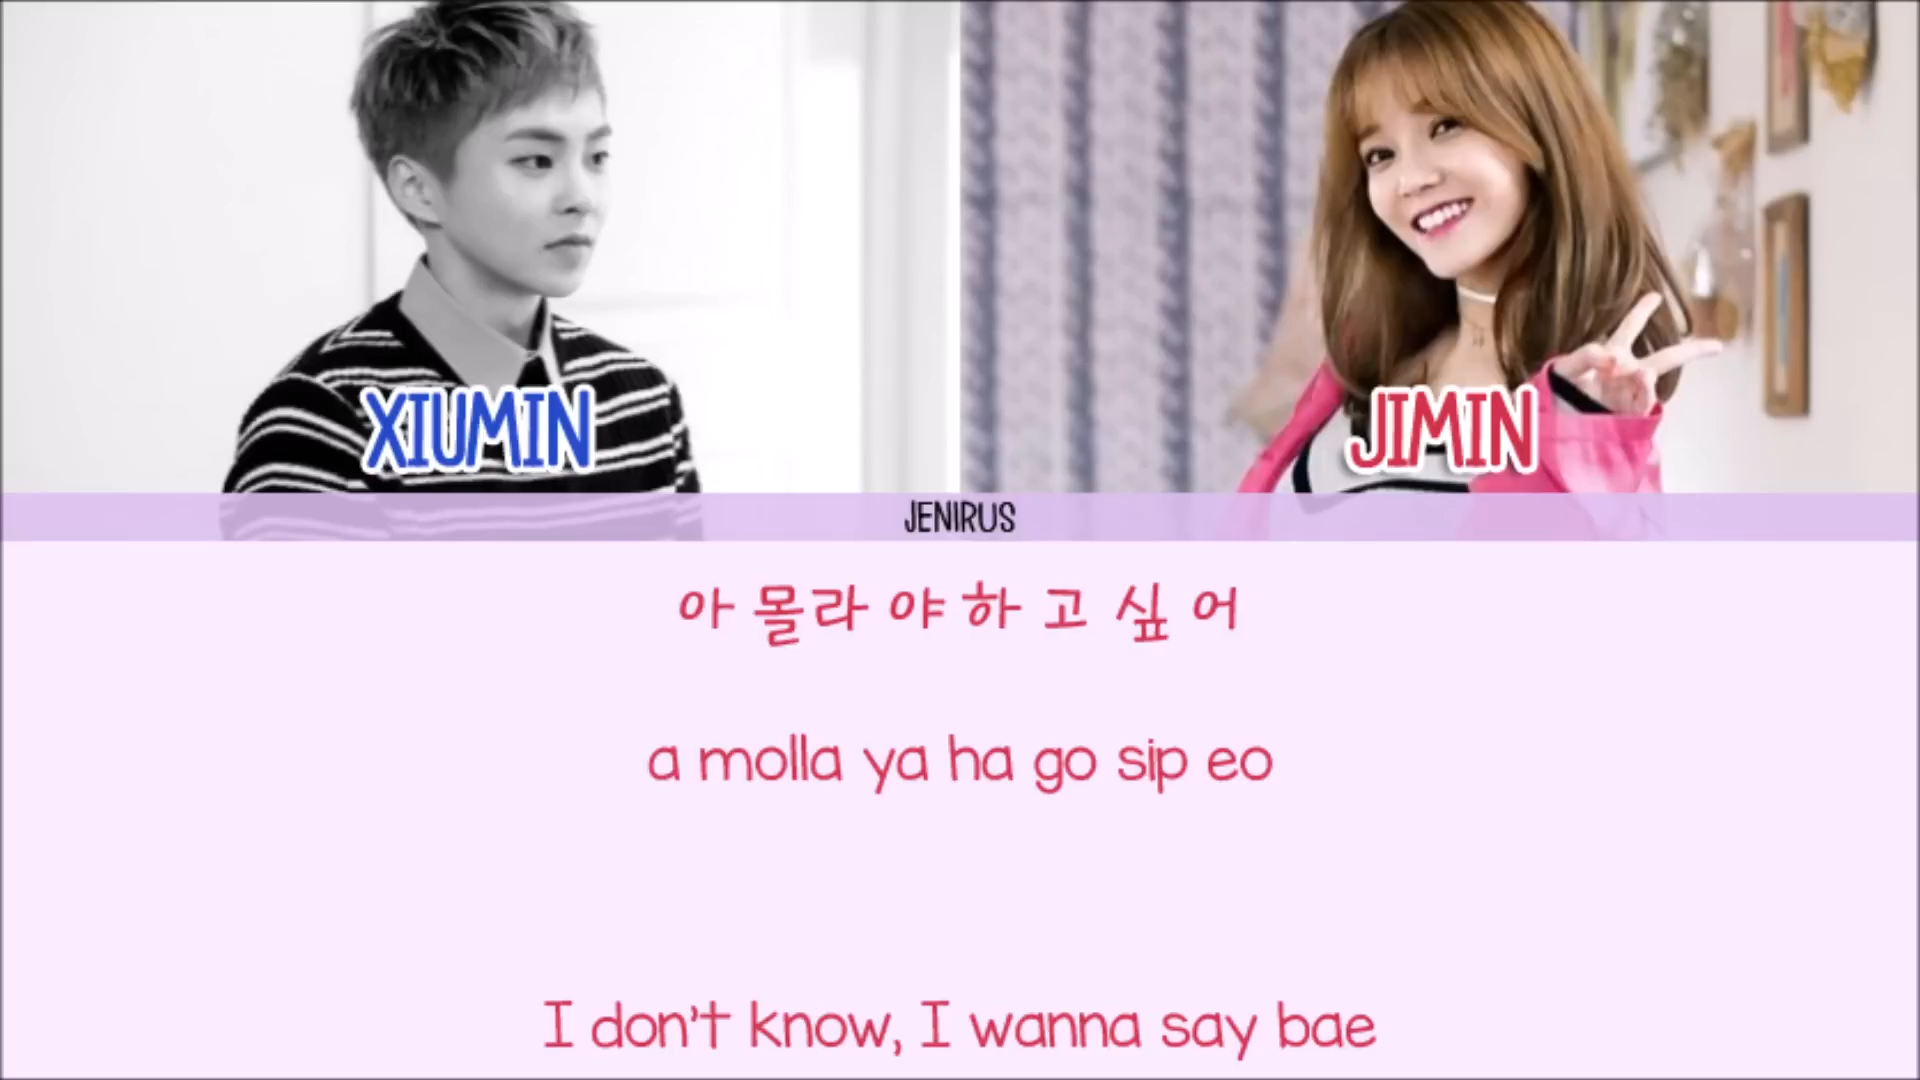 XIUMIN
JIMIN
JENIRUS
아 몰라 야 하 고 싶 어
a molla ya ha go sip eo
I don't know, I wanna say bae